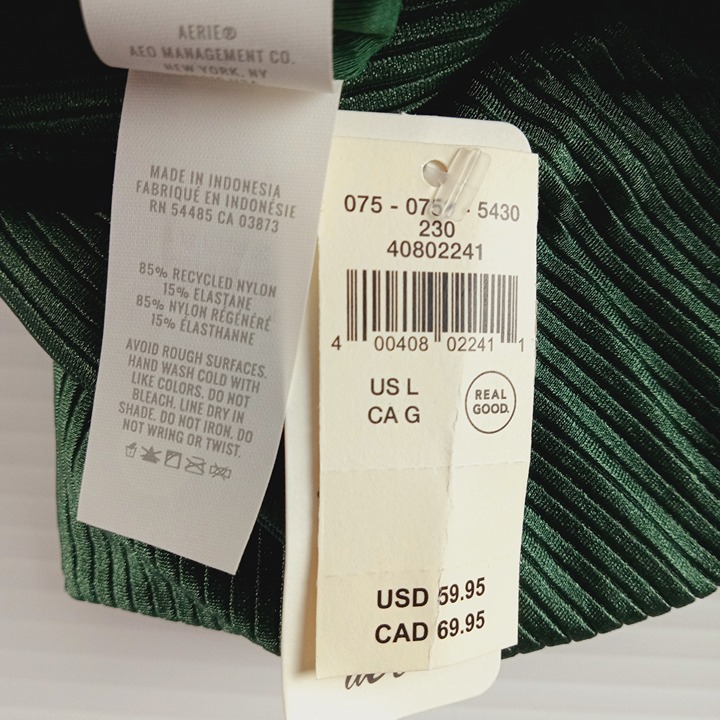 AERIE®
AEO MANAGEMENT CO.
NEW YORK, NY
MADE IN INDONESIA
FABRIQUÉ EN INDONÉSIE
RN 54485 CA 03873
85% RECYCLED NYLON
15% ELASTANE
85% NYLON RÉGÉNÉRÉ
15% ÉLASTHANNE
AVOID ROUGH SURFACES.
HAND WASH COLD WITH
LIKE COLORS. DO NOT
BLEACH. LINE DRY IN
SHADE. DO NOT IRON. DO
NOT WRING OR TWIST.
075 - 075 - 5430
230
40802241
4 00408 02241 1
US L
CA G
REAL
GOOD.
USD 59.95
CAD 69.95